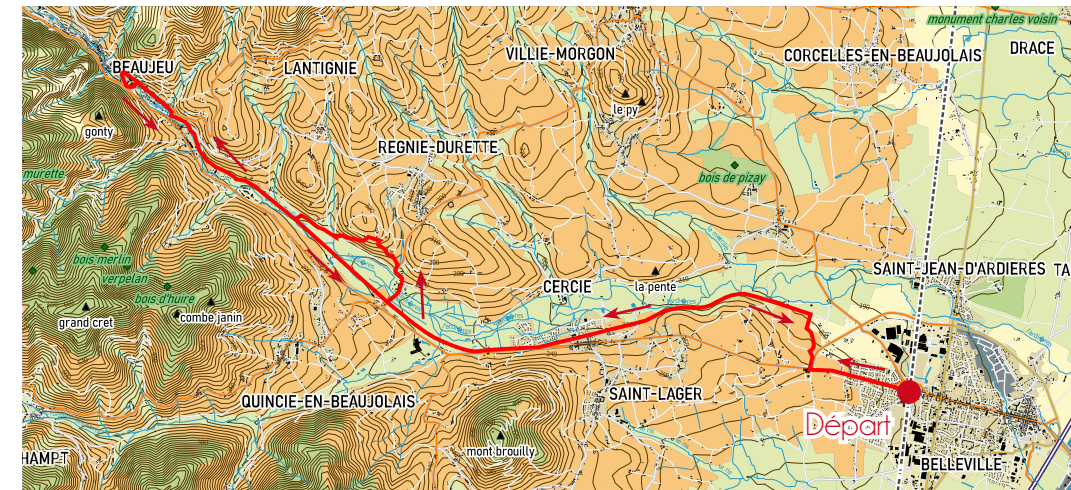 monument charles voisin
DRACE
VILLIE-MORGON
CORCELLES-EN-BEAUJOLAIS
BEAUJEU
LANTIGNIE
le py
gonty
REGNIE-DURETTE
murette
bois de pizay
bois merlin
verpelan
bois d'huire
SAINT-JEAN-D'ARDIERES
TA
la pente
CERCIE
grand cret
combe janin
SAINT-LAGER
QUINCIE-EN-BEAUJOLAIS
Départ
mont brouilly
HAMPT
BELLEVILLE